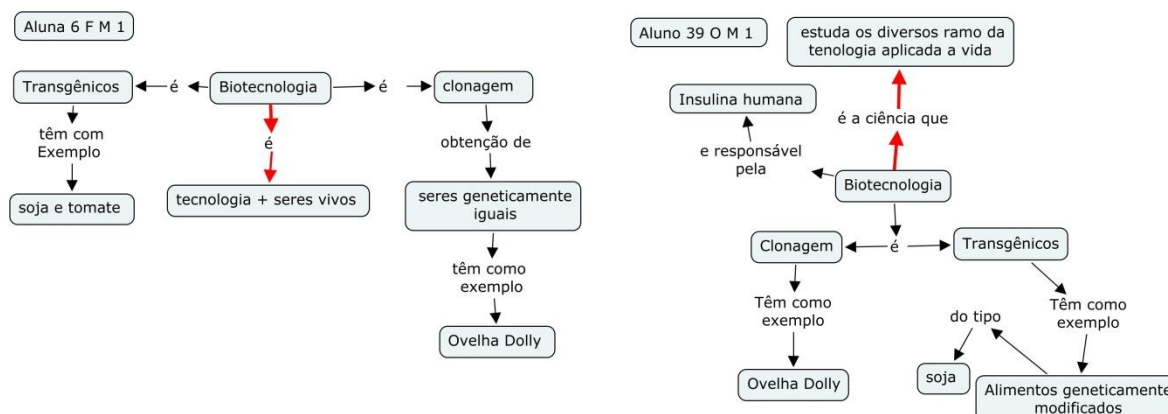 Aluna 6 F M 1
Transgênicos
é
Biotecnologia
é
clonagem
têm com
Exemplo
é
obtenção de
soja e tomate
tecnologia + seres vivos
seres geneticamente
iguais
têm como
exemplo
Ovelha Dolly
Aluno 39 O M 1
estuda os diversos ramo da
tenologia aplicada a vida
Insulina humana
é a ciência que
e responsável
pela
Biotecnologia
Clonagem
é
Transgênicos
Têm como
exemplo
Têm como
exemplo
do tipo
Ovelha Dolly
soja
Alimentos geneticamente
modificados